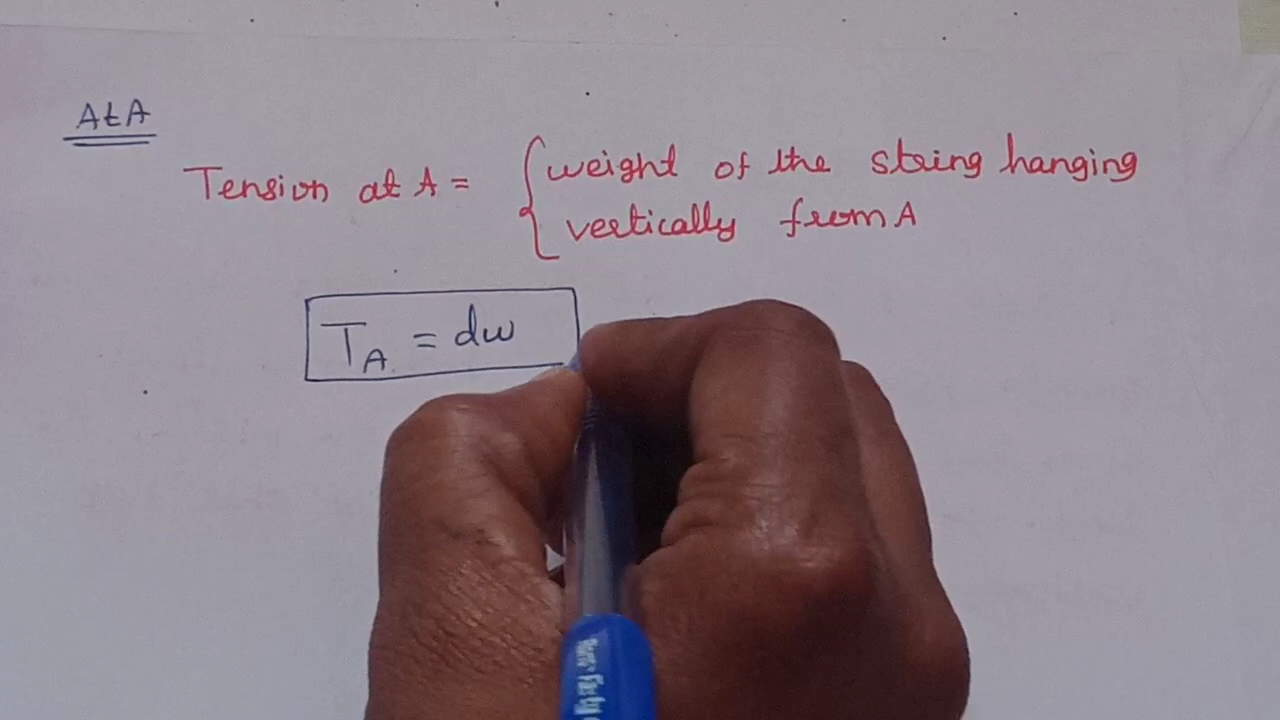 At A
Tension at A = { weight of the string hanging
vertically from A
T_A = dw